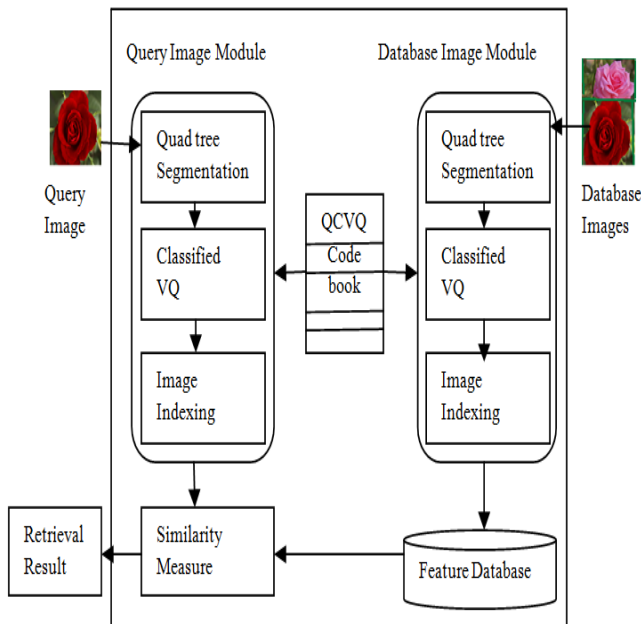 Query Image Module
Database Image Module
Query
Image
Quad tree
Segmentation
Classified
VQ
Image
Indexing
QCVQ
Code
book
Quad tree
Segmentation
Classified
VQ
Image
Indexing
Database
Images
Retrieval
Result
Similarity
Measure
Feature Database